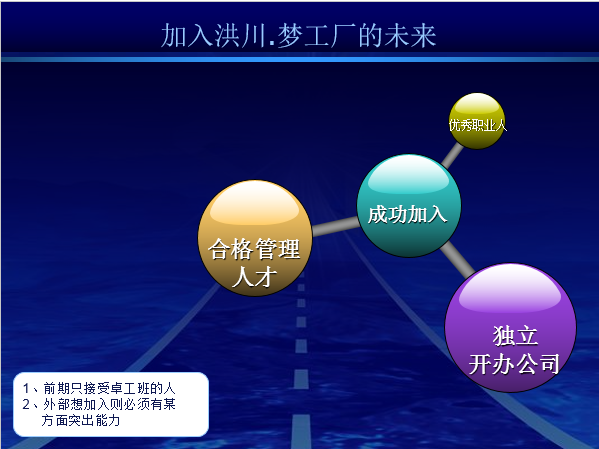 加入洪川.梦工厂的未来
优秀职业人
成功加入
合格管理
人才
独立
开办公司
1、前期只接受卓工班的人
2、外部想加入则必须有某
方面突出能力